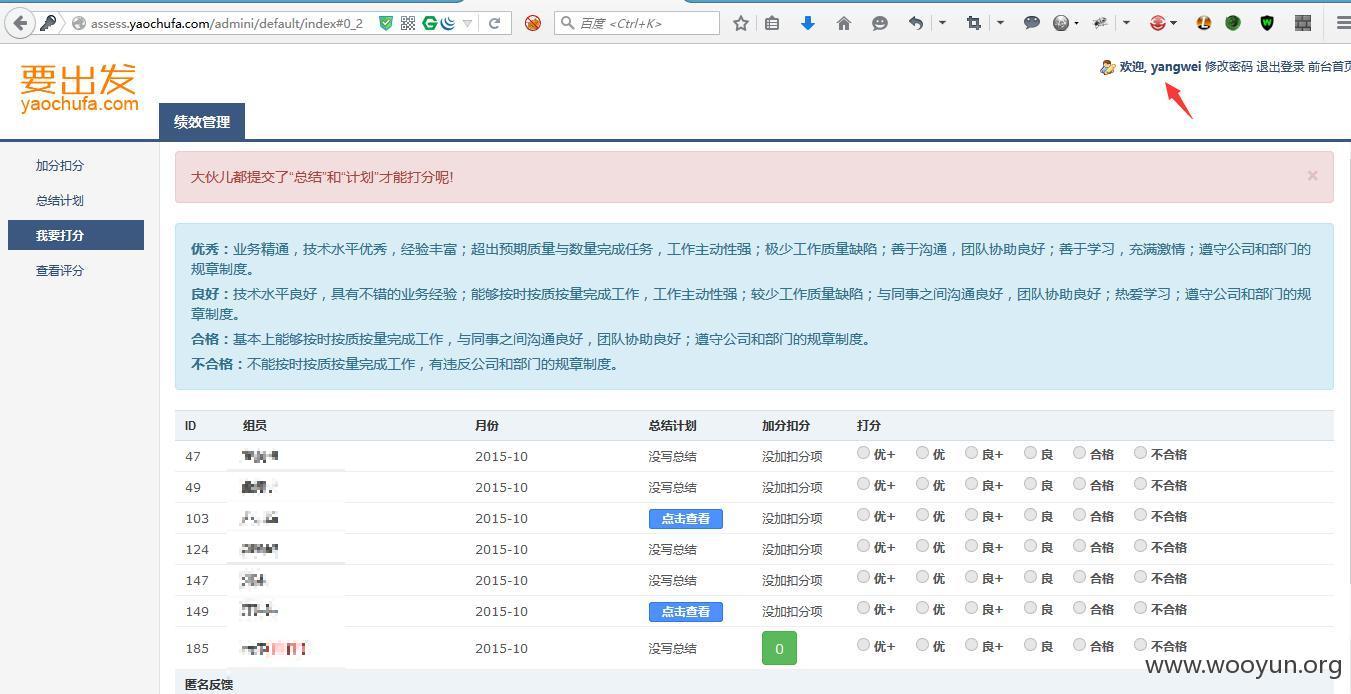 assess.yaochufa.com/admini/default/index#0_2
百度 <Ctrl+K>
要出发
yaochufa.com
欢迎, yangwei 修改密码 退出登录 前台首页
绩效管理
加分扣分
总结计划
我要打分
查看评分
大伙儿都提交了“总结”和“计划”才能打分呢!
×
优秀：业务精通，技术水平优秀，经验丰富；超出预期质量与数量完成任务，工作主动性强；极少工作质量缺陷；善于沟通，团队协助良好；善于学习，充满激情；遵守公司和部门的
规章制度。
良好：技术水平良好，具有不错的业务经验；能够按时按质按量完成工作，工作主动性强；较少工作质量缺陷；与同事之间沟通良好，团队协助良好；热爱学习；遵守公司和部门的规
章制度。
合格：基本上能够按时按质按量完成工作，与同事之间沟通良好，团队协助良好；遵守公司和部门的规章制度。
不合格：不能按时按质按量完成工作，有违反公司和部门的规章制度。
ID 组员 月份 总结计划 加分扣分 打分
47 2015-10 没写总结 没加扣分项 优+ 优 良+ 良 合格 不合格
49 2015-10 没写总结 没加扣分项 优+ 优 良+ 良 合格 不合格
103 2015-10 点击查看 没加扣分项 优+ 优 良+ 良 合格 不合格
124 2015-10 没写总结 没加扣分项 优+ 优 良+ 良 合格 不合格
147 2015-10 没写总结 没加扣分项 优+ 优 良+ 良 合格 不合格
149 2015-10 点击查看 没加扣分项 优+ 优 良+ 良 合格 不合格
185 2015-10 没写总结 0 优+ 优 良+ 良 合格 不合格
www.wooyun.org
匿名反馈